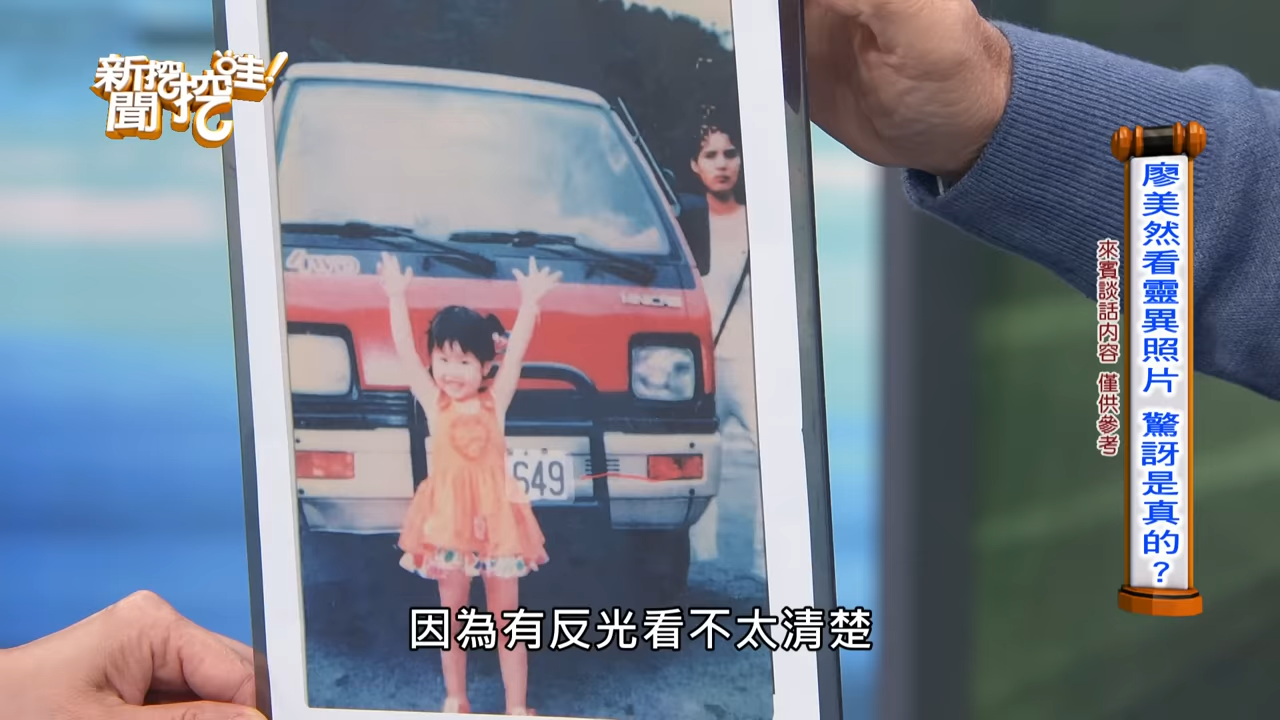 新聞挖挖哇!
廖美然看靈異照片 驚訝是真的?
來賓談話內容 僅供參考
649
因為有反光看不太清楚